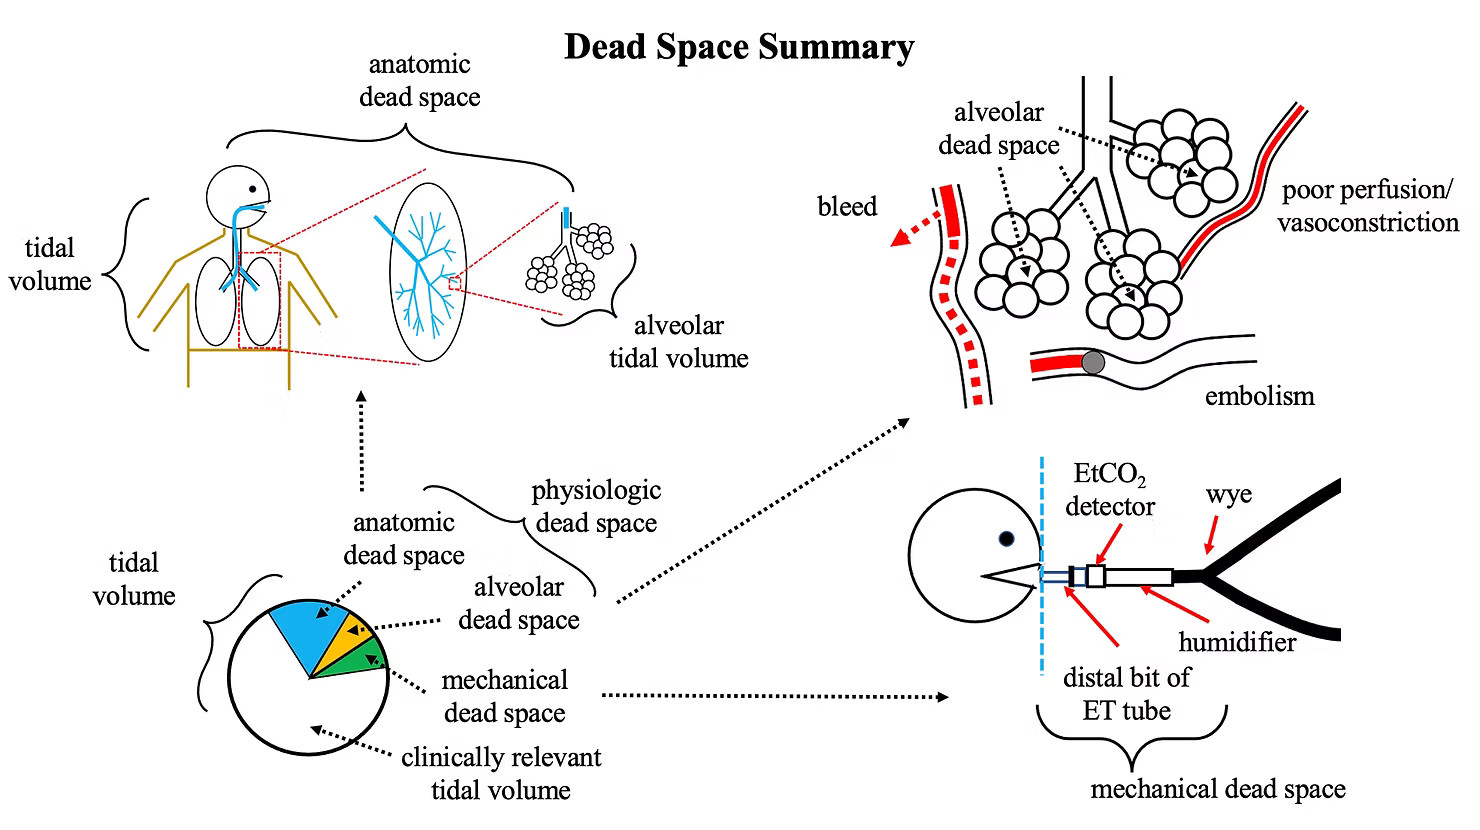 Dead Space Summary
anatomic
dead space
tidal
volume
alveolar
tidal volume
alveolar
dead space
bleed
poor perfusion/
vasoconstriction
embolism
physiologic
dead space
anatomic
dead space
tidal
volume
alveolar
dead space
mechanical
dead space
clinically relevant
tidal volume
EtCO₂
detector
wye
humidifier
distal bit of
ET tube
mechanical dead space